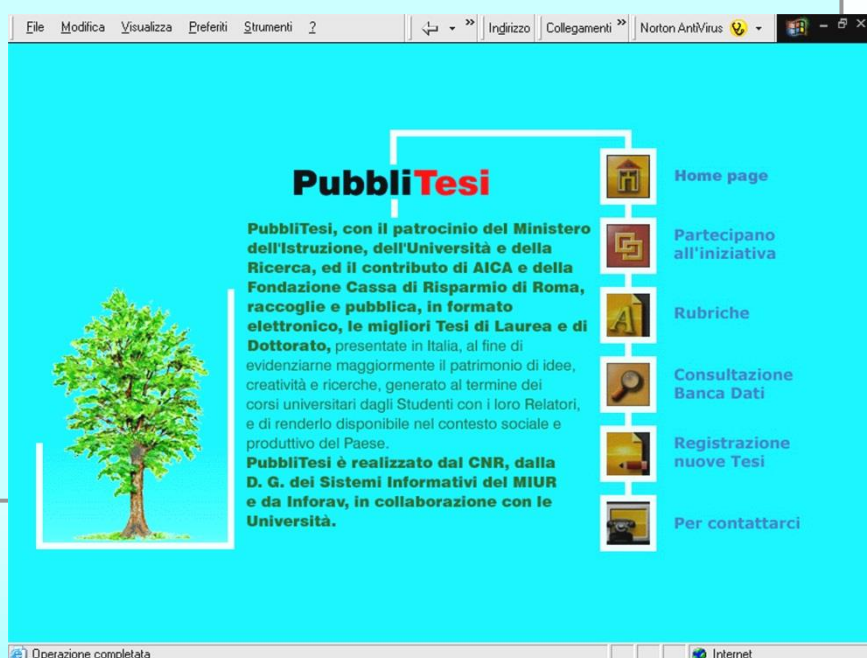 File Modifica Visualizza Preferiti Strumenti ? » Indirizzo Collegamenti » Norton AntiVirus
PubbliTesi
PubbliTesi, con il patrocinio del Ministero
dell'Istruzione, dell'Università e della
Ricerca, ed il contributo di AICA e della
Fondazione Cassa di Risparmio di Roma,
raccoglie e pubblica, in formato
elettronico, le migliori Tesi di Laurea e di
Dottorato, presentate in Italia, al fine di
evidenziarne maggiormente il patrimonio di idee,
creatività e ricerche, generato al termine dei
corsi universitari dagli Studenti con i loro Relatori,
e di renderlo disponibile nel contesto sociale e
produttivo del Paese.
PubbliTesi è realizzato dal CNR, dalla
D. G. dei Sistemi Informativi del MIUR
e da Inforav, in collaborazione con le
Università.
Home page
Partecipano
all'iniziativa
A
Rubriche
Consultazione
Banca Dati
Registrazione
nuove Tesi
Per contattarci
Operazione completata
Internet